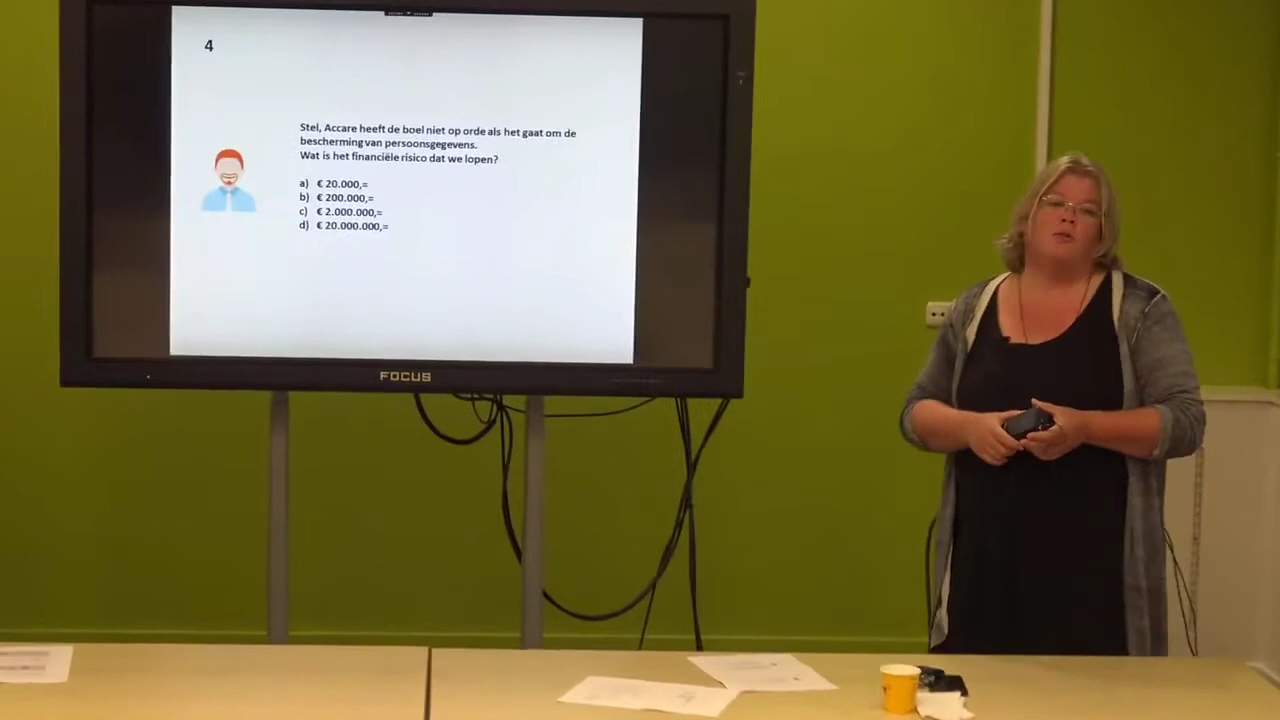 4
Stel, Accare heeft de boel niet op orde als het gaat om de
bescherming van persoonsgegevens.
Wat is het financiële risico dat we lopen?
a) € 20.000,=
b) € 200.000,=
c) € 2.000.000,=
d) € 20.000.000,=
FOCUS